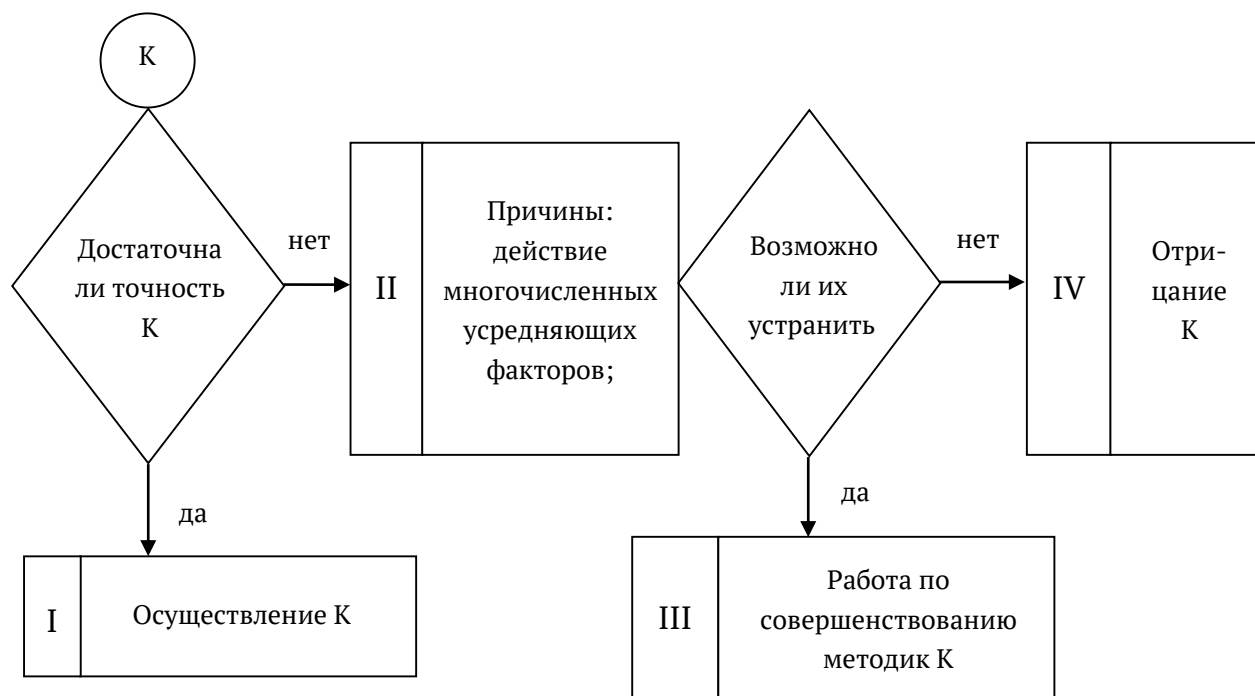 К
Достаточна
ли точность
К
нет
II
Причины:
действие
многочисленных
усредняющих
факторов;
Возможно
ли их
устранить
нет
IV
Отри-
цание
К
да
I
Осуществление К
да
III
Работа по
совершенствованию
методик К